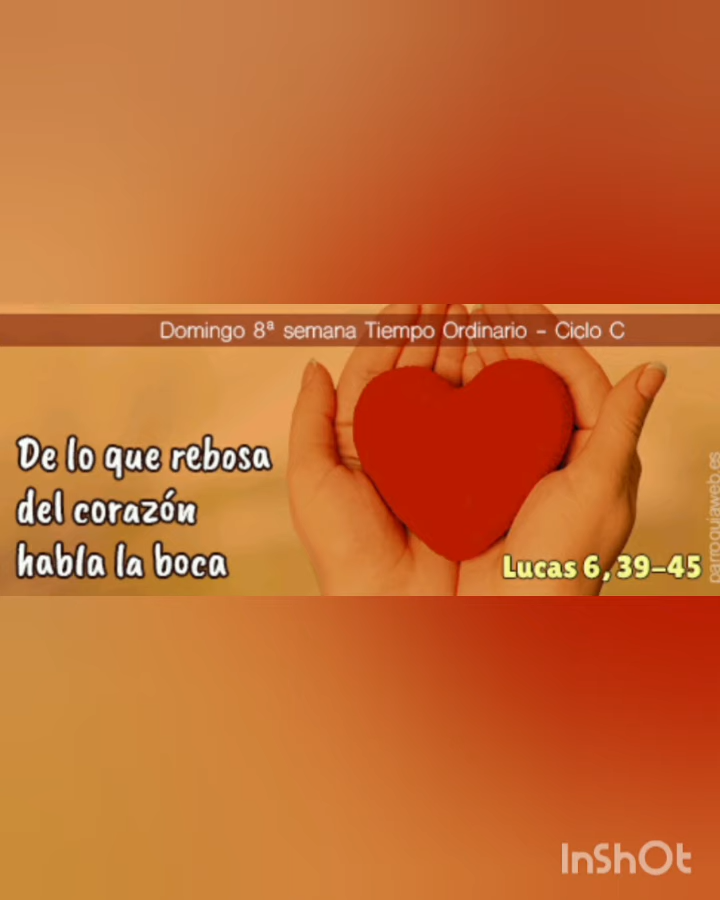 Domingo 8ª semana Tiempo Ordinario - Ciclo C
De lo que rebosa
del corazón
habla la boca
Lucas 6, 39-45
parroquiaweb.es
InShOt